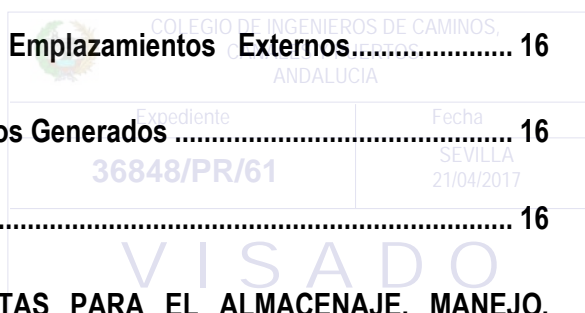 COLEGIO DE INGENIEROS DE CAMINOS,
Emplazamientos Externos...................... 16
ANDALUCIA
Expediente Fecha
os Generados ..................................... 16
36848/PR/61
SEVILLA
21/04/2017
........................................................ 16
VISADO
TAS PARA EL ALMACENAJE, MANEJO,